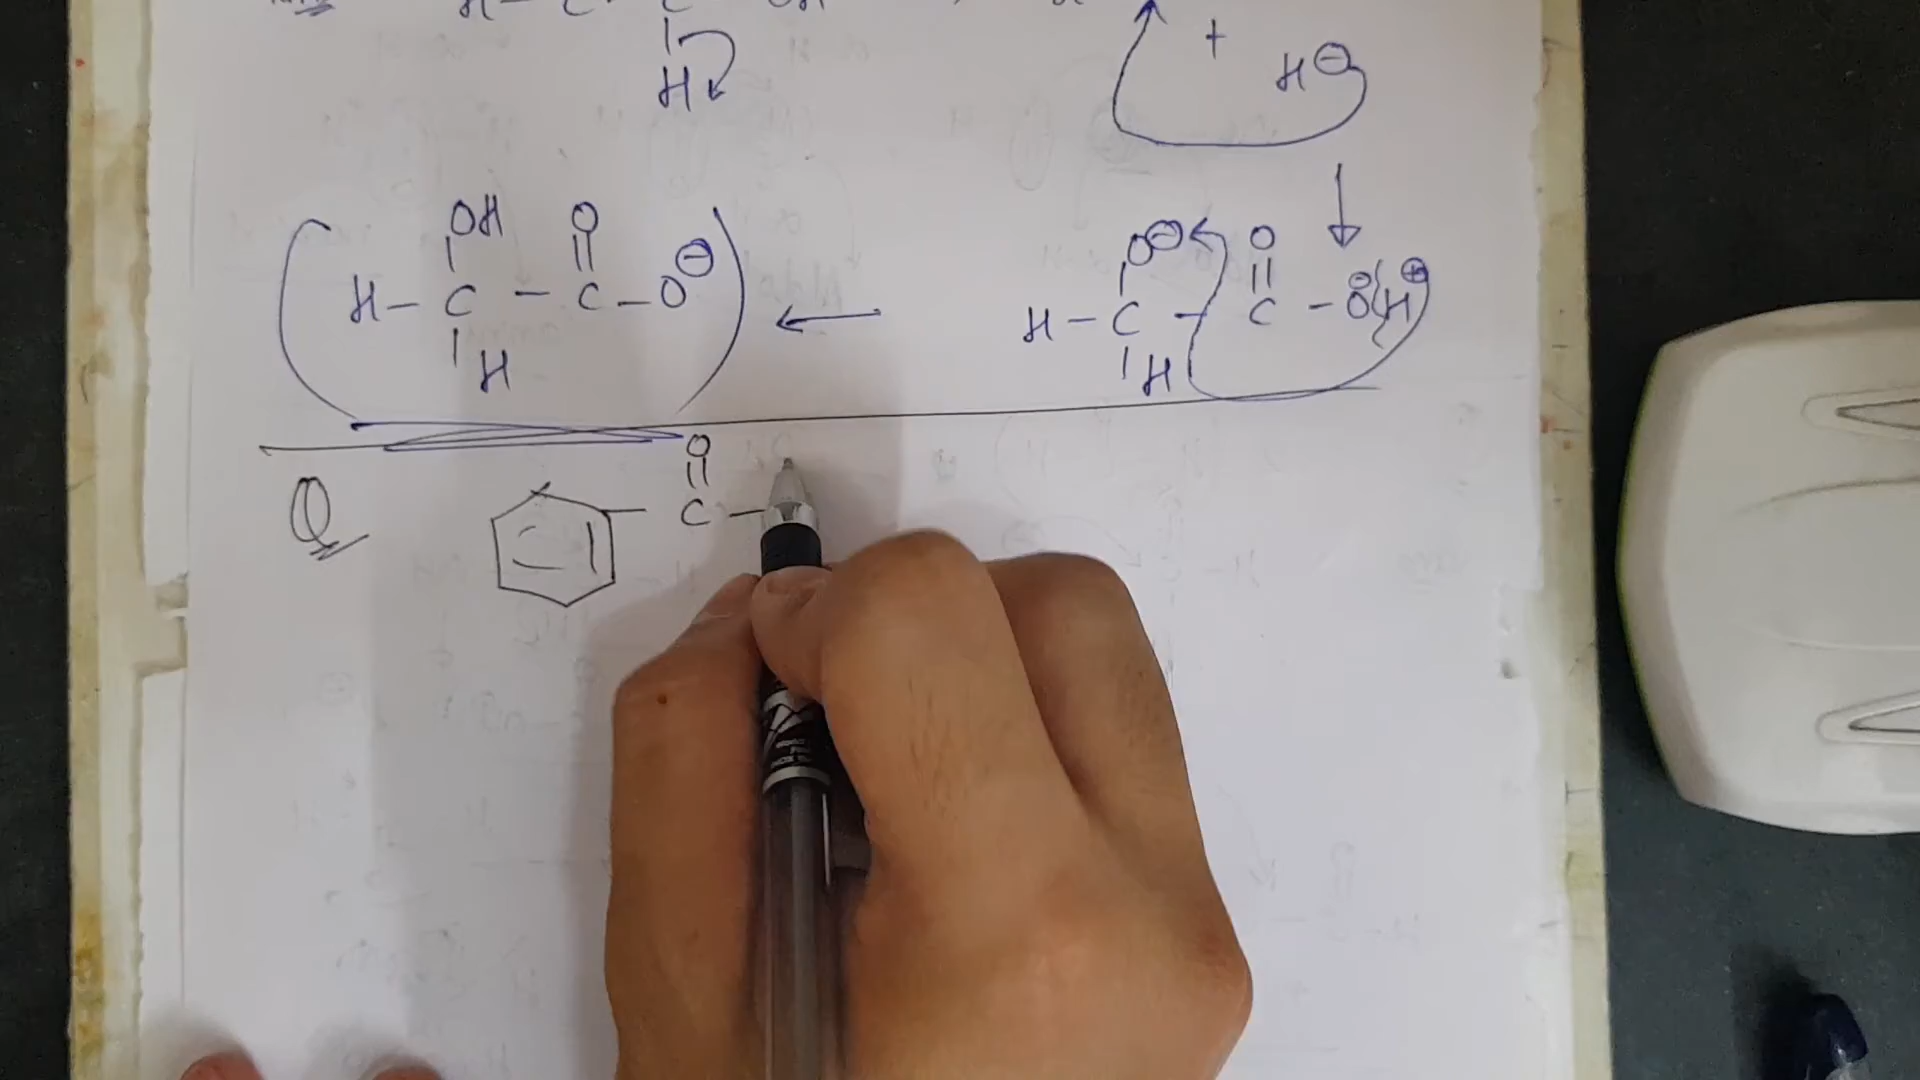 H
+ H⊖
OH O
|  ||
H – C – C – O⊖
|
H
O⊖ O
|  ||
H – C – C – O⊖ H⊕
|
H
O
||
Q C –